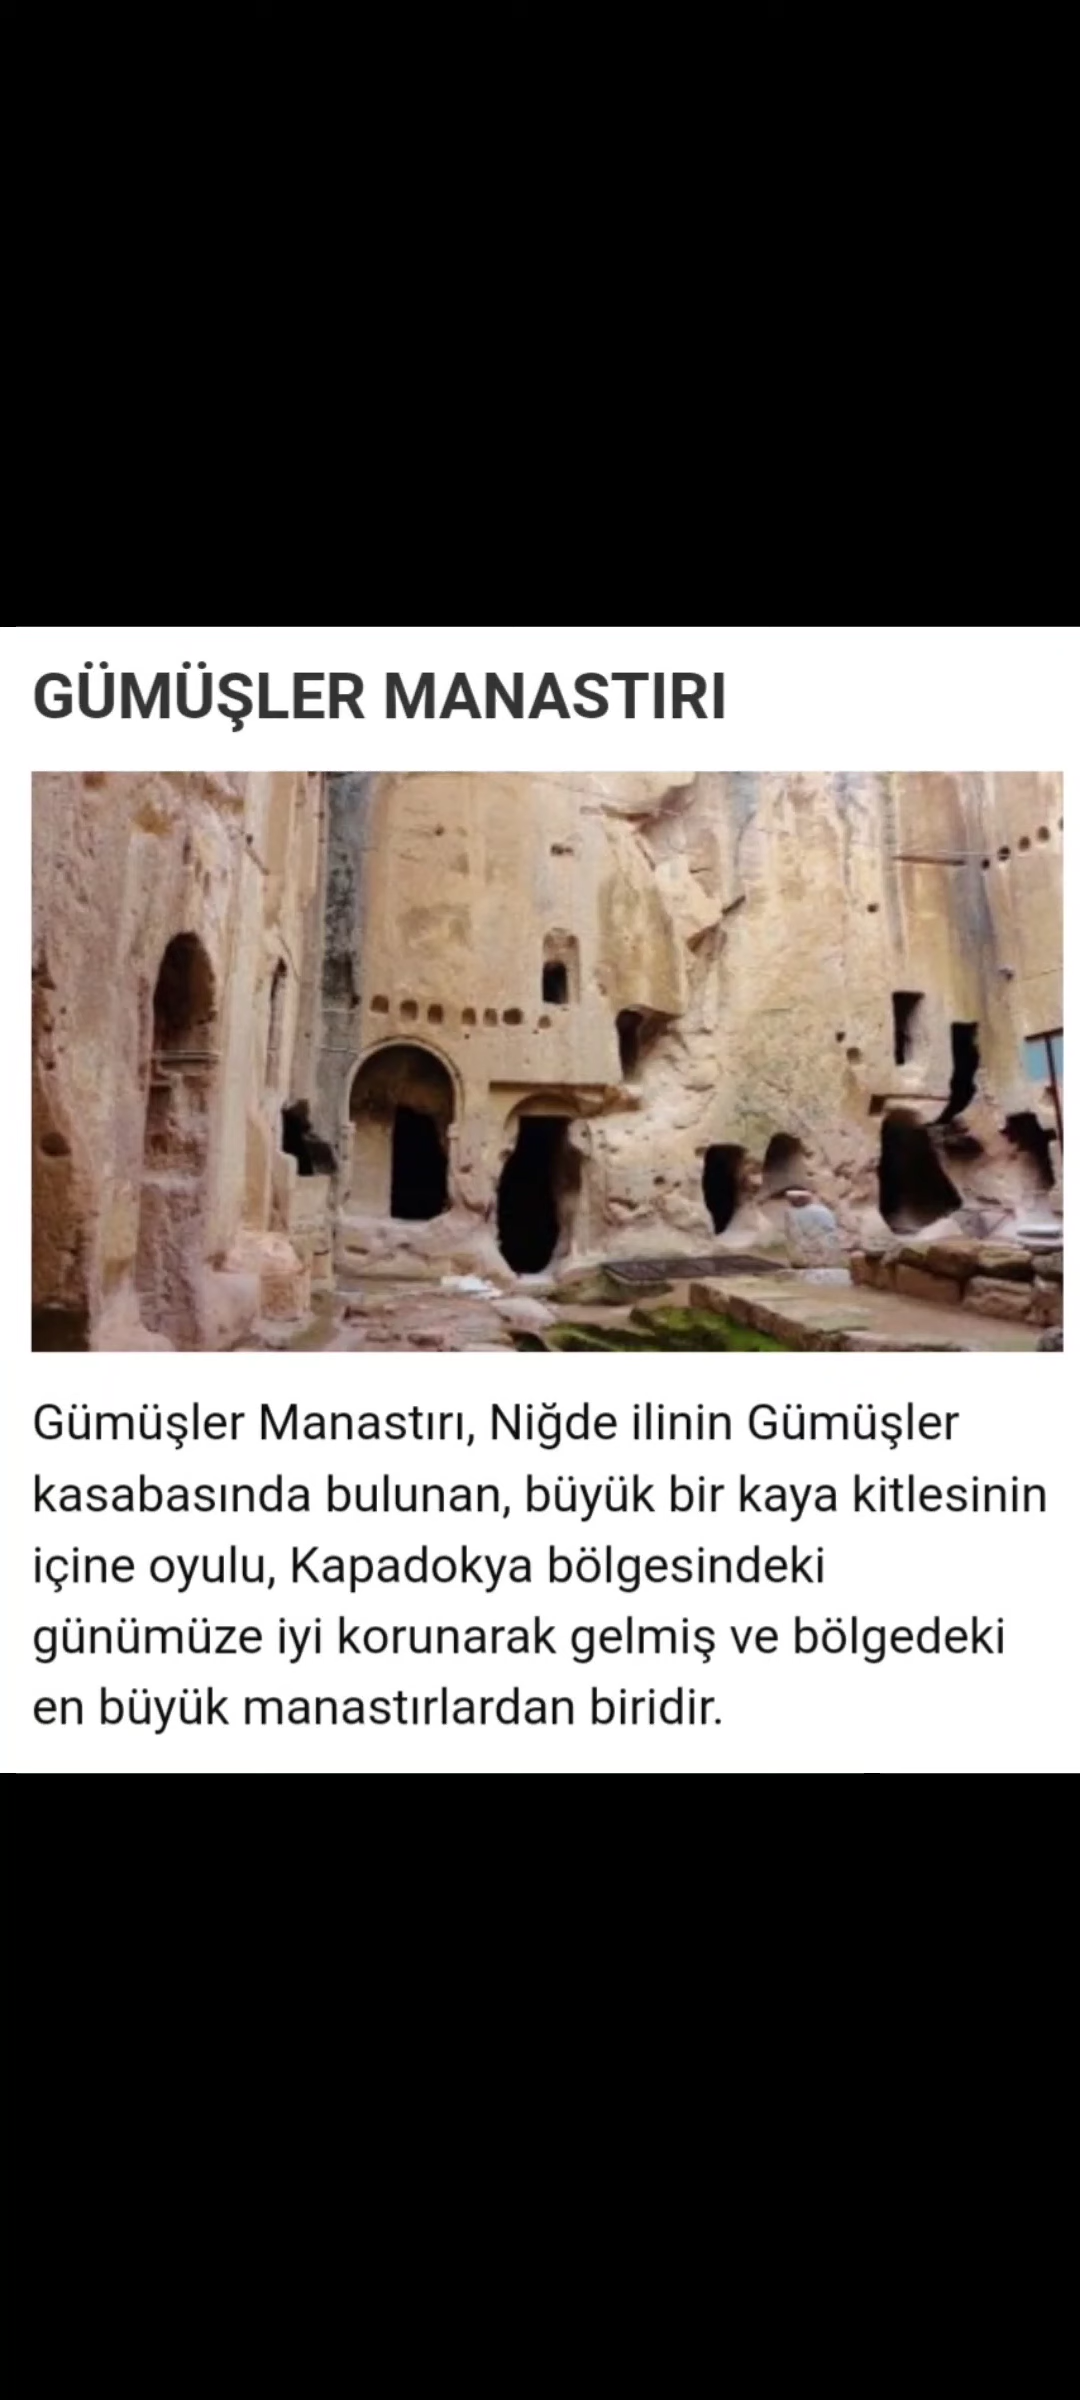 GÜMÜŞLER MANASTIRI
Gümüşler Manastırı, Niğde ilinin Gümüşler
kasabasında bulunan, büyük bir kaya kitlesinin
içine oyulu, Kapadokya bölgesindeki
günümüze iyi korunarak gelmiş ve bölgedeki
en büyük manastırlardan biridir.